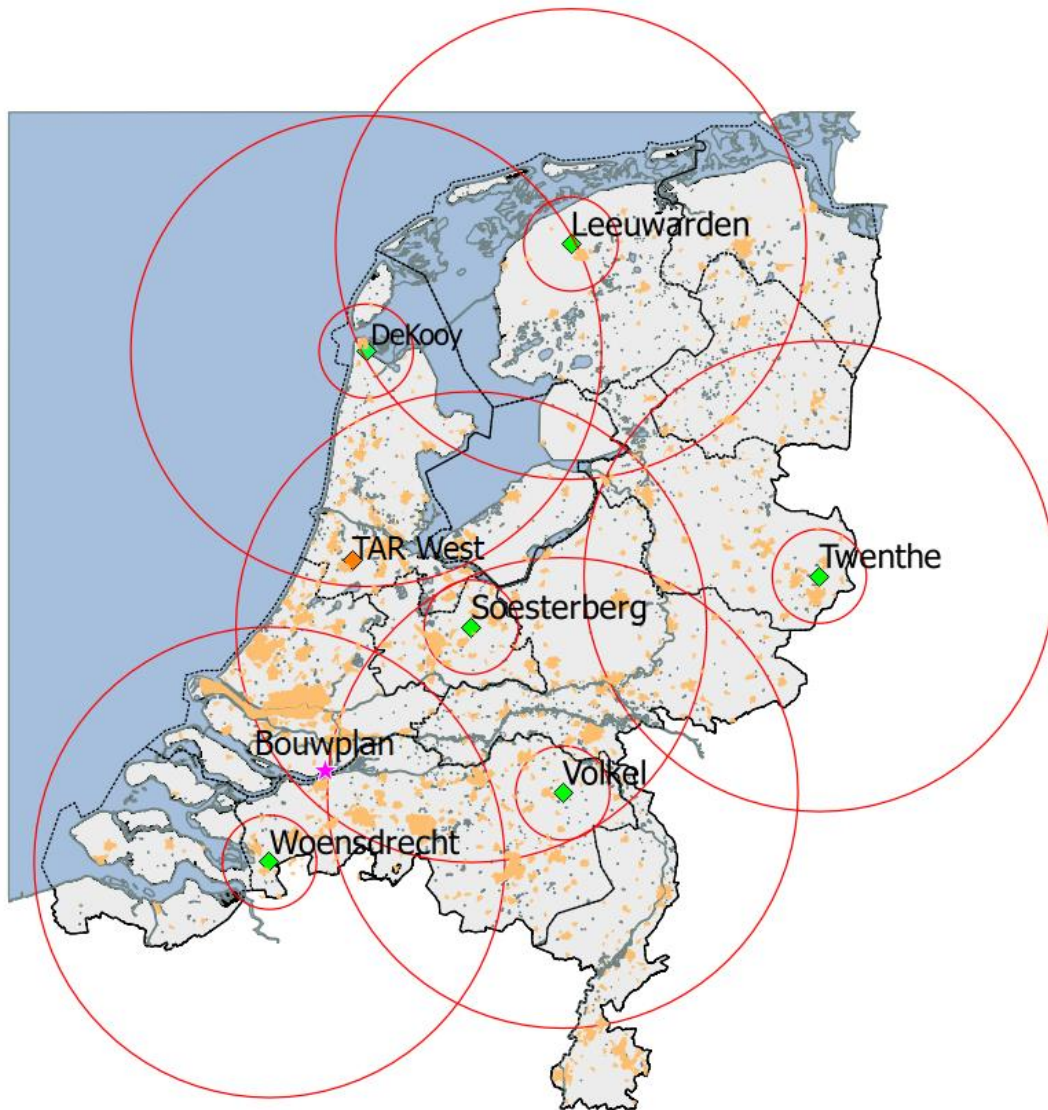 Leeuwarden
DeKooy
TAR West
Twenthe
Soesterberg
Bouwplan
Volkel
Woensdrecht